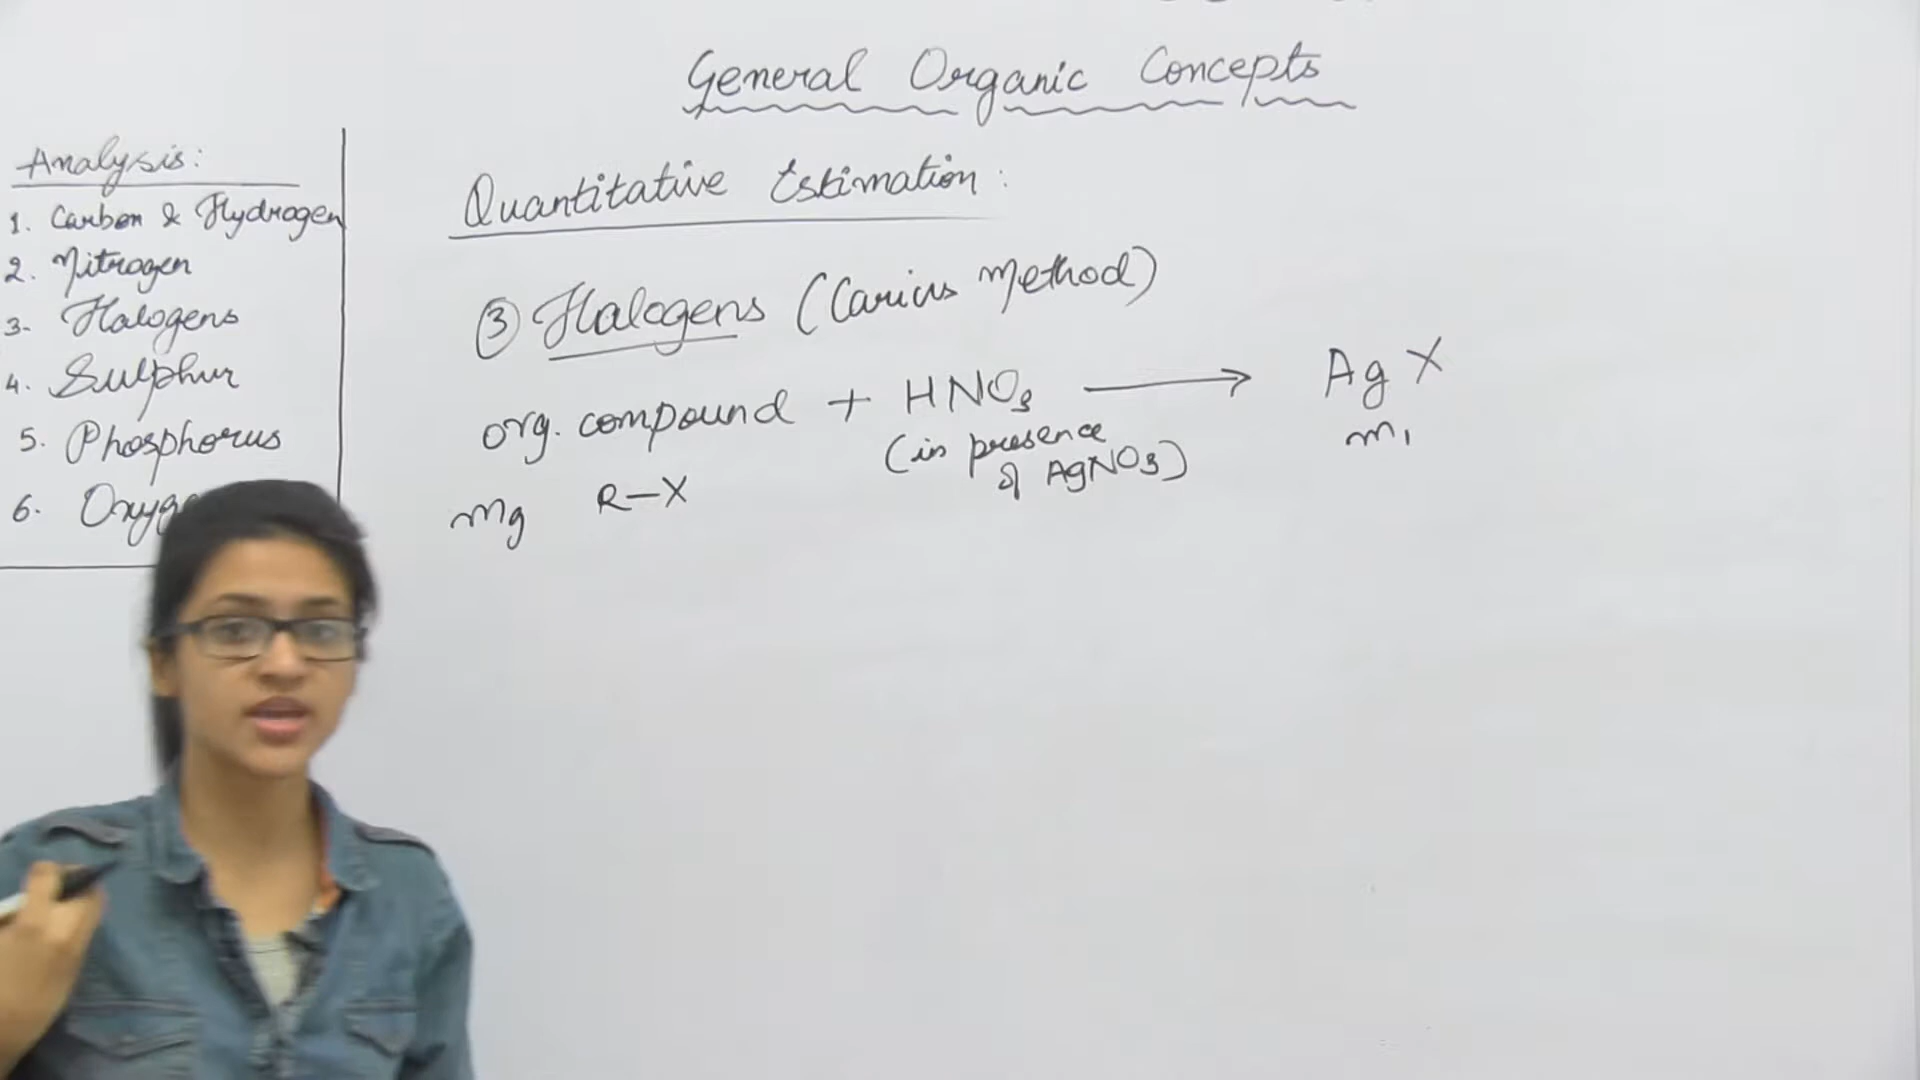 General Organic Concepts
Analysis:
1. Carbon & Hydrogen
2. Nitrogen
3- Halogens
4. Sulphur
5. Phosphorus
6. Oxyge
Quantitative Estimation:
③ Halogens (Carius Method)
org. compound + HNO3 → AgX
(in presence
of AgNO3)
m1
mg R-X